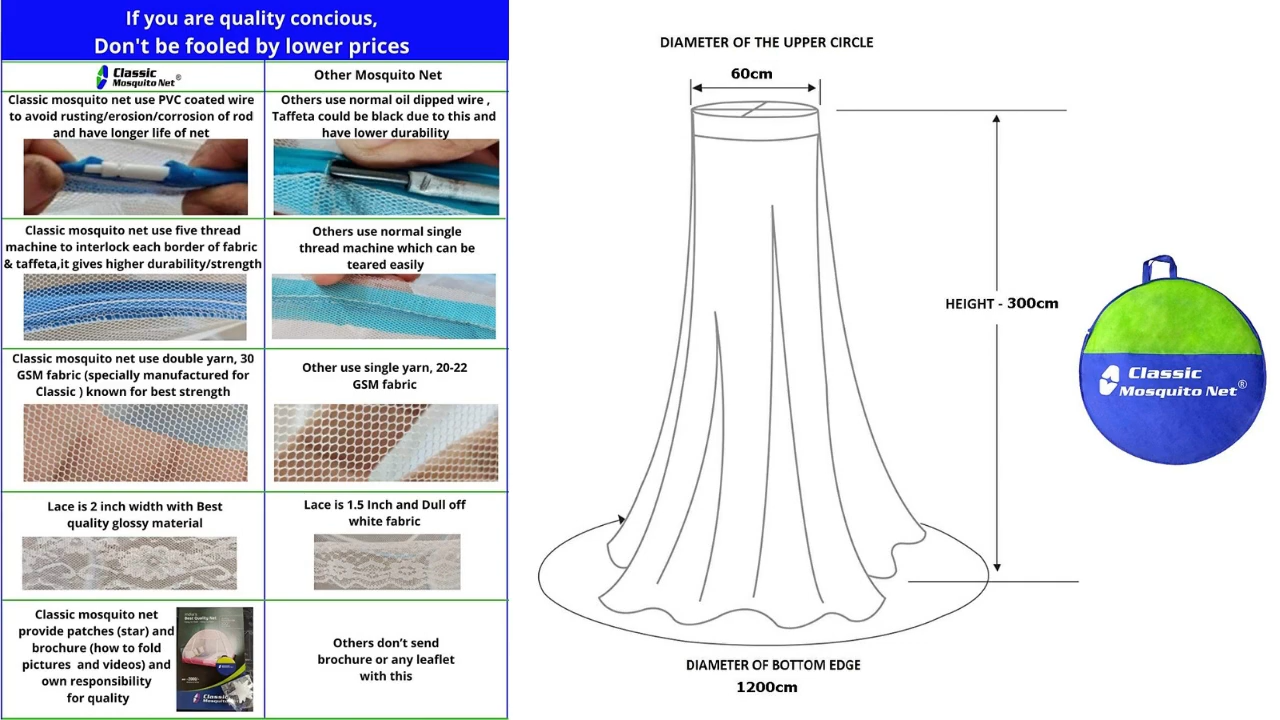 If you are quality concious,
Don't be fooled by lower prices
Classic
Mosquito Net®
Other Mosquito Net
Classic mosquito net use PVC coated wire
to avoid rusting/erosion/corrosion of rod
and have longer life of net
Others use normal oil dipped wire ,
Taffeta could be black due to this and
have lower durability
Classic mosquito net use five thread
machine to interlock each border of fabric
& taffeta,it gives higher durability/strength
Others use normal single
thread machine which can be
teared easily
Classic mosquito net use double yarn, 30
GSM fabric (specially manufactured for
Classic ) known for best strength
Other use single yarn, 20-22
GSM fabric
Lace is 2 inch width with Best
quality glossy material
Lace is 1.5 Inch and Dull off
white fabric
Classic mosquito net
provide patches (star) and
brochure (how to fold
pictures and videos) and
own responsibility
for quality
Best Quality Net
Classic
Mosquito
Others don't send
brochure or any leaflet
with this
DIAMETER OF THE UPPER CIRCLE
60cm
HEIGHT - 300cm
DIAMETER OF BOTTOM EDGE
1200cm
Classic
Mosquito Net®